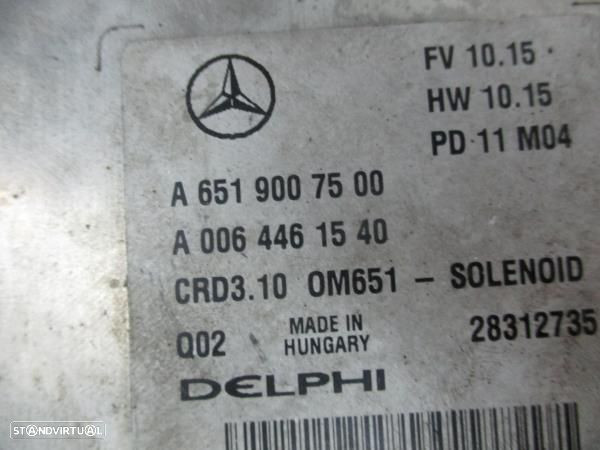 FV 10.15
HW 10.15
PD 11 M04
A 651 900 75 00
A 006 446 15 40
CRD3.10 OM651 – SOLENOID
Q02 MADE IN HUNGARY 28312735
DELPHI
STANDVIRTUAL